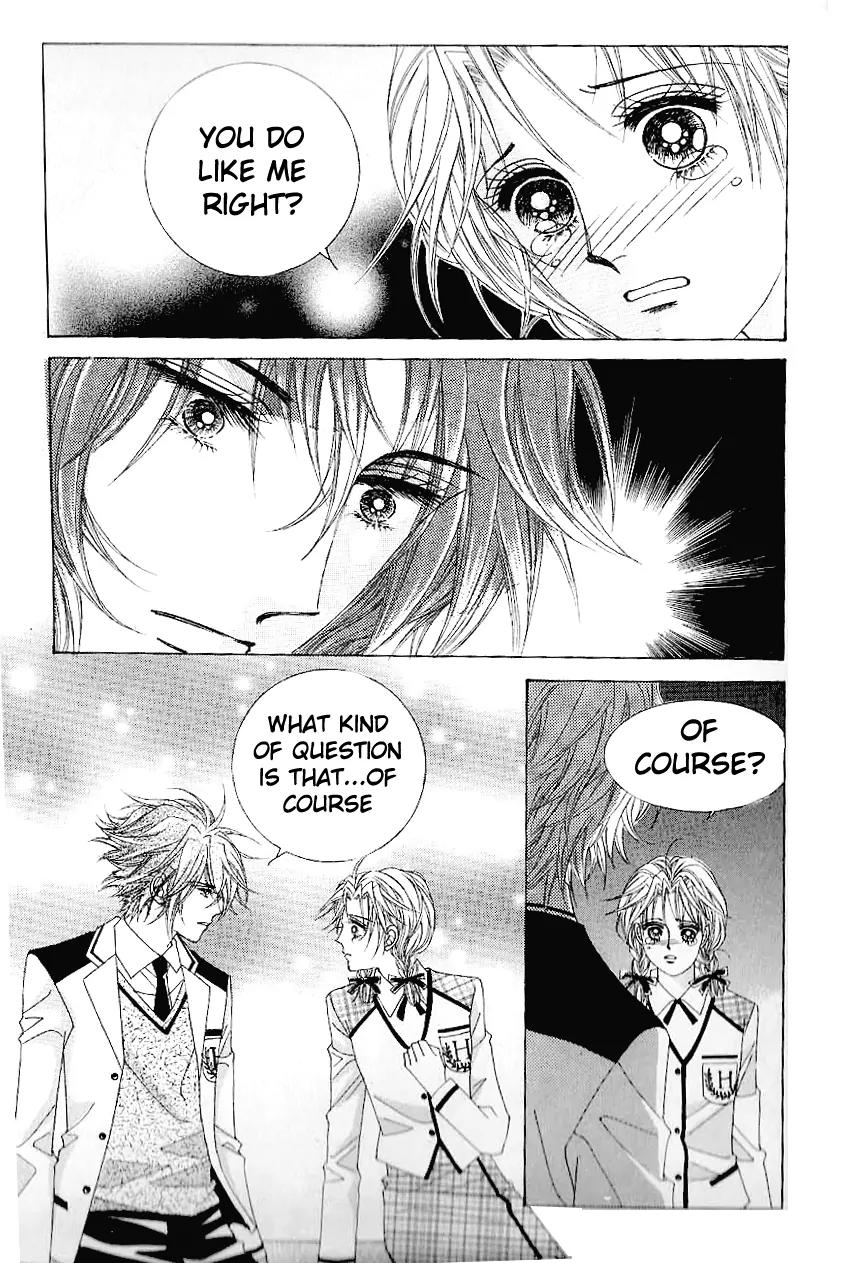 YOU DO
LIKE ME
RIGHT?
WHAT KIND
OF QUESTION
IS THAT...OF
COURSE
OF
COURSE?
H
H